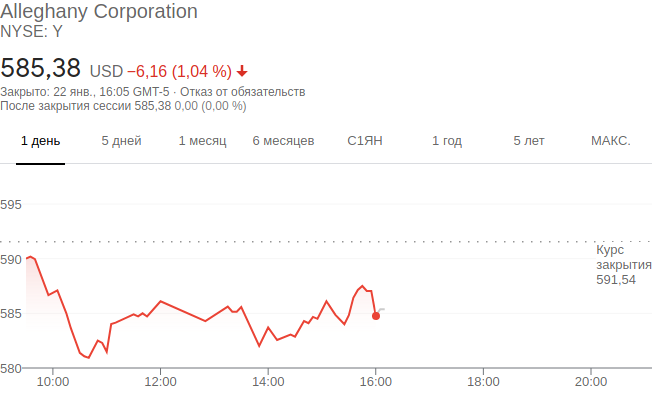 Alleghany Corporation
NYSE: Y
585,38 USD −6,16 (1,04 %)
Закрыто: 22 янв., 16:05 GMT-5 · Отказ от обязательств
После закрытия сессии 585,38 0,00 (0,00 %)
1 день 5 дней 1 месяц 6 месяцев С1ЯН 1 год 5 лет МАКС.
595
590
585
580
Курс
закрытия
591,54
10:00 12:00 14:00 16:00 18:00 20:00